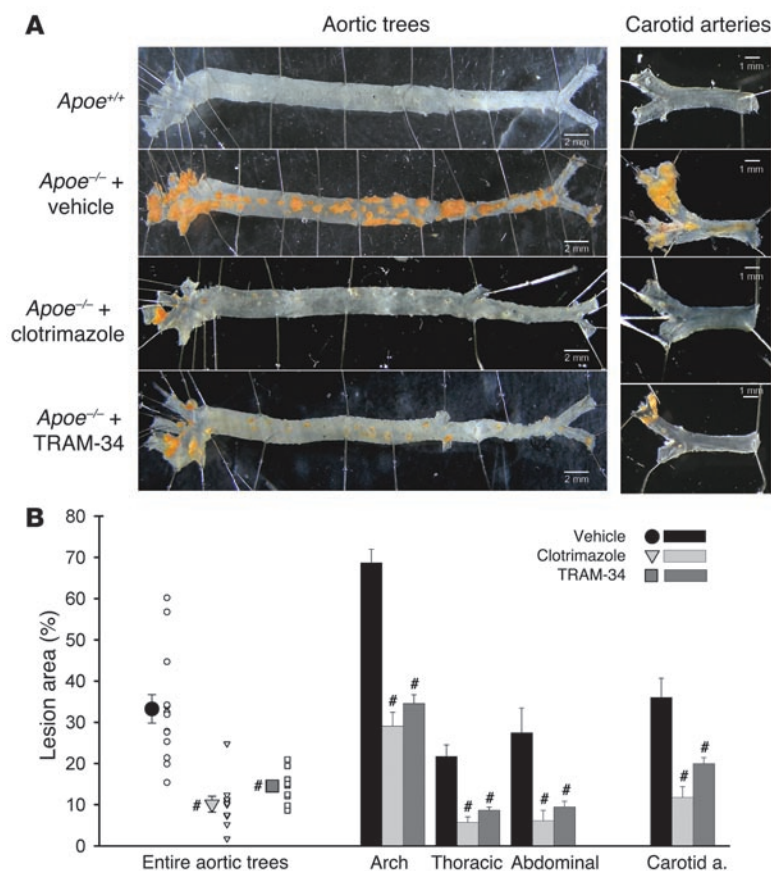 A
Aortic trees
Carotid arteries
Apoe+/+
2 mm
1 mm
Apoe–/– +
vehicle
2 mm
1 mm
Apoe–/– +
clotrimazole
2 mm
1 mm
Apoe–/– +
TRAM-34
2 mm
1 mm
B
Lesion area (%)
80
70
60
50
40
30
20
10
0
Vehicle
Clotrimazole
TRAM-34
#
#
# #
# #
# #
# #
Entire aortic trees
Arch
Thoracic
Abdominal
Carotid a.